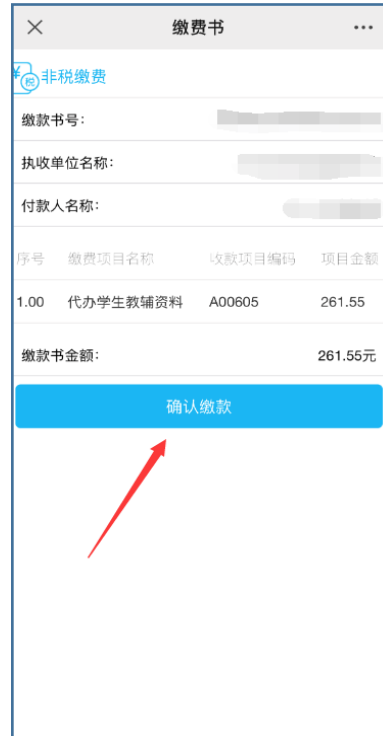 缴费书
非税缴费
缴款书号：
执收单位名称：
付款人名称：
序号 缴费项目名称 收款项目编码 项目金额
1.00 代办学生教辅资料 A00605 261.55
缴款书金额： 261.55元
确认缴款